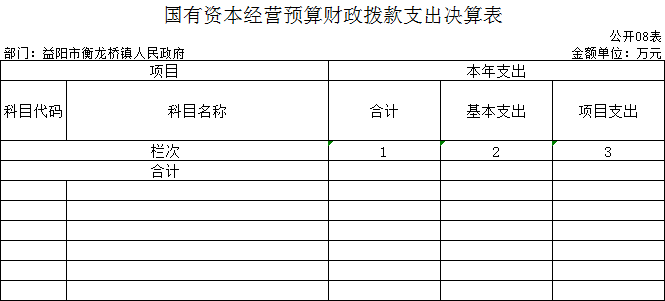 国有资本经营预算财政拨款支出决算表
公开08表
部门：益阳市衡龙桥镇人民政府 金额单位：万元
项目 本年支出
科目代码 科目名称 合计 基本支出 项目支出
栏次 1 2 3
合计